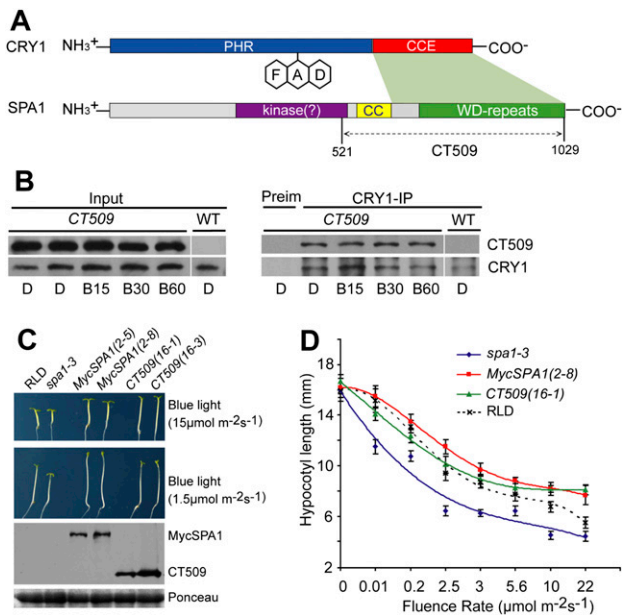 A
CRY1 NH₃⁺ PHR CCE COO⁻
F A D
SPA1 NH₃⁺ kinase(?) CC WD-repeats COO⁻
521 CT509 1029
B
Input
CT509 WT
D D B15 B30 B60 D
Preim CRY1-IP
CT509 WT
CT509
CRY1
D D B15 B30 B60 D
C
RLD spa1-3 MycSPA1(2-5) MycSPA1(2-8) CT509(16-1) CT509(16-3)
Blue light
(15μmol m⁻²s⁻¹)
Blue light
(1.5μmol m⁻²s⁻¹)
MycSPA1
CT509
Ponceau
D
spa1-3
MycSPA1(2-8)
CT509(16-1)
RLD
Hypocotyl length (mm)
20
16
12
8
6
4
0
0 0.01 0.2 2.5 3 5.6 10 22
Fluence Rate (μmol m⁻²s⁻¹)